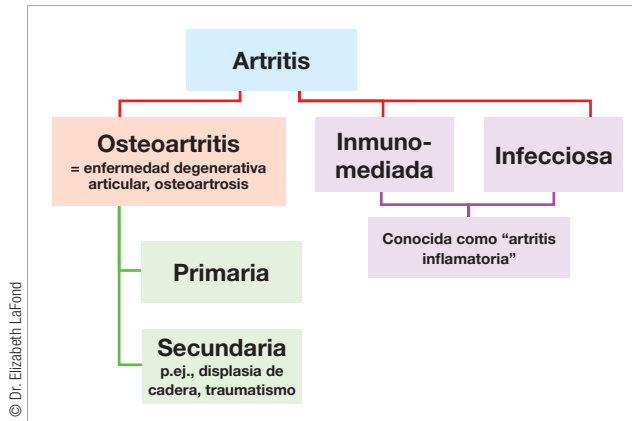 Artritis
Osteoartritis
= enfermedad degenerativa
articular, osteoartrosis
Inmuno-
mediada
Infecciosa
Conocida como “artritis
inflamatoria”
Primaria
Secundaria
p.ej., displasia de
cadera, traumatismo
© Dr. Elizabeth LaFond